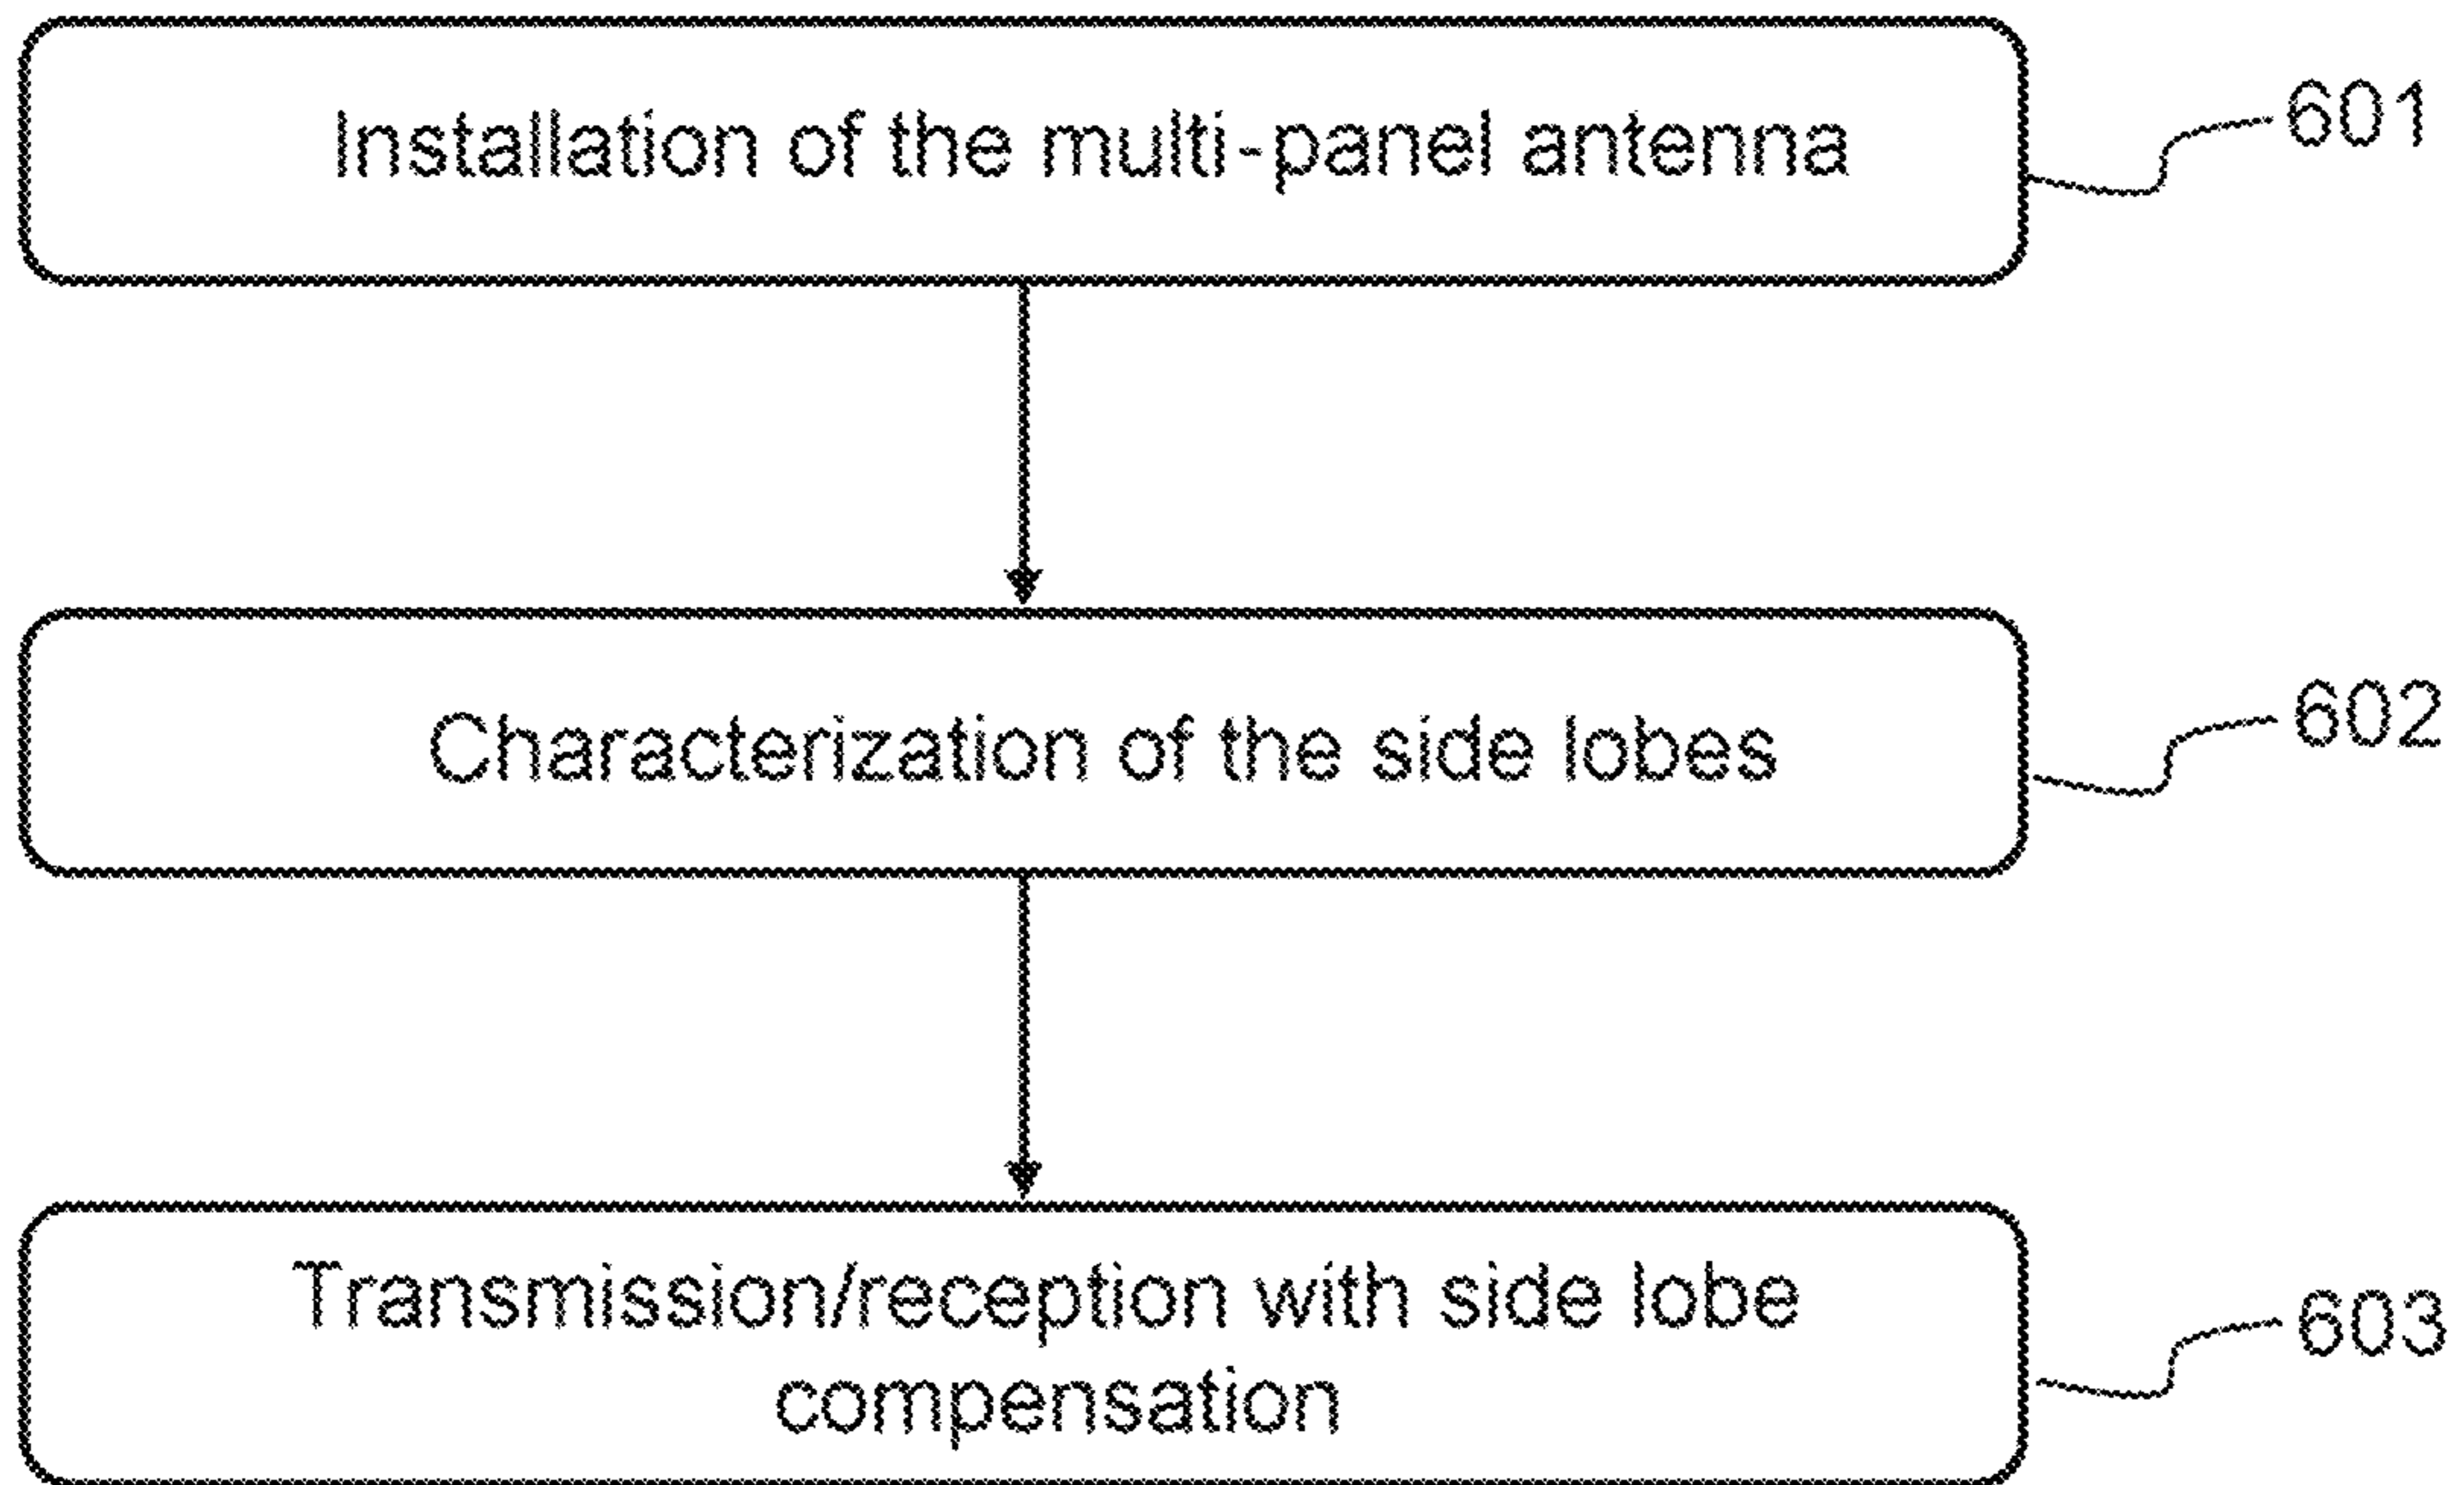 Installation of the multi-panel antenna
601
Characterization of the side lobes
602
Transmission/reception with side lobe
compensation
603